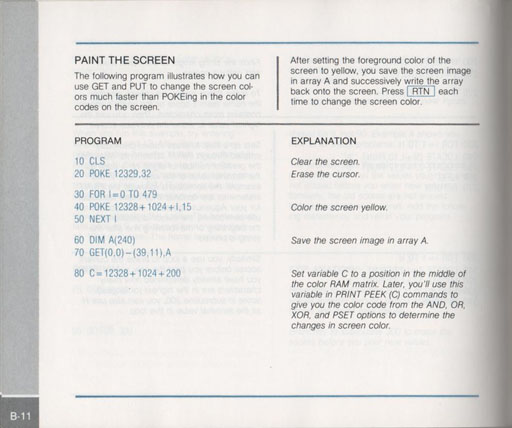 PAINT THE SCREEN
The following program illustrates how you can
use GET and PUT to change the screen col-
ors much faster than POKEing in the color
codes on the screen.
After setting the foreground color of the
screen to yellow, you save the screen image
in array A and successively write the array
back onto the screen. Press RTN each
time to change the screen color.
PROGRAM
EXPLANATION
10 CLS
Clear the screen.
20 POKE 12329,32
Erase the cursor.
30 FOR I=0 TO 479
40 POKE 12328+1024+I,15
Color the screen yellow.
50 NEXT I
60 DIM A(240)
Save the screen image in array A.
70 GET(0,0)-(39,11),A
80 C=12328+1024+200
Set variable C to a position in the middle of
the color RAM matrix. Later, you'll use this
variable in PRINT PEEK (C) commands to
give you the color code from the AND, OR,
XOR, and PSET options to determine the
changes in screen color.
B-11